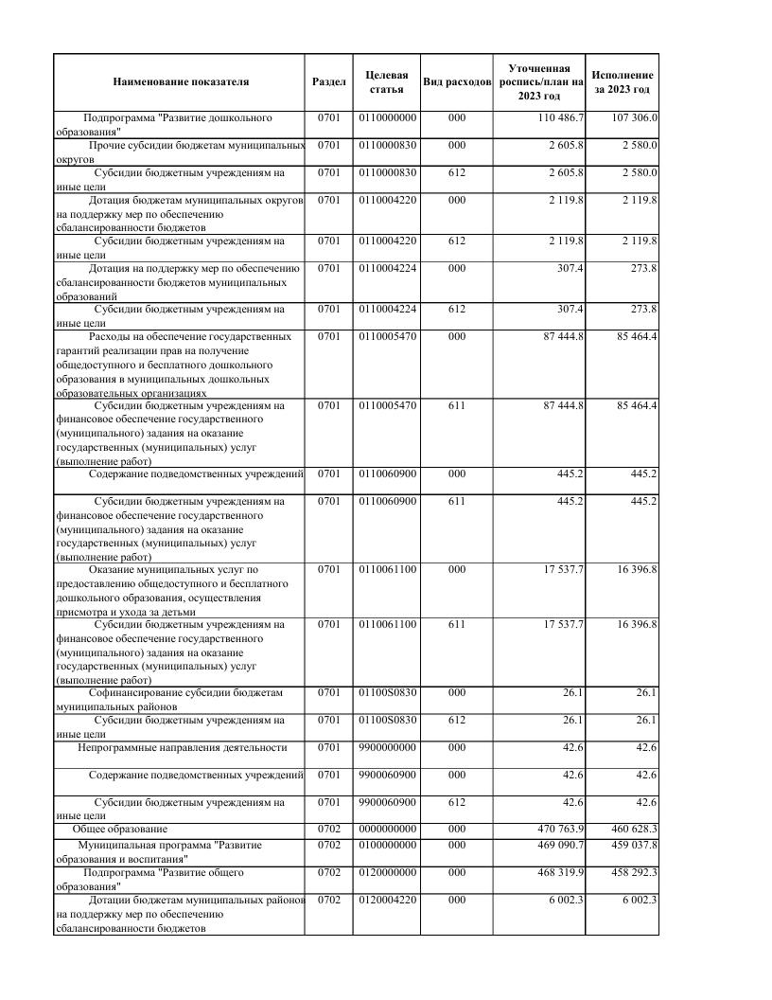 Наименование показателя Раздел Целевая статья Вид расходов Уточненная роспись/план на 2023 год Исполнение за 2023 год
Подпрограмма "Развитие дошкольного 0701 0110000000 000 110 486.7 107 306.0
образования"
Прочие субсидии бюджетам муниципальных 0701 0110000830 000 2 605.8 2 580.0
округов
Субсидии бюджетным учреждениям на 0701 0110000830 612 2 605.8 2 580.0
иные цели
Дотация бюджетам муниципальных округов 0701 0110004220 000 2 119.8 2 119.8
на поддержку мер по обеспечению
сбалансированности бюджетов
Субсидии бюджетным учреждениям на 0701 0110004220 612 2 119.8 2 119.8
иные цели
Дотация на поддержку мер по обеспечению 0701 0110004224 000 307.4 273.8
сбалансированности бюджетов муниципальных
образований
Субсидии бюджетным учреждениям на 0701 0110004224 612 307.4 273.8
иные цели
Расходы на обеспечение государственных 0701 0110005470 000 87 444.8 85 464.4
гарантий реализации прав на получение
общедоступного и бесплатного дошкольного
образования в муниципальных дошкольных
образовательных организациях
Субсидии бюджетным учреждениям на 0701 0110005470 611 87 444.8 85 464.4
финансовое обеспечение государственного
(муниципального) задания на оказание
государственных (муниципальных) услуг
(выполнение работ)
Содержание подведомственных учреждений 0701 0110060900 000 445.2 445.2
Субсидии бюджетным учреждениям на 0701 0110060900 611 445.2 445.2
финансовое обеспечение государственного
(муниципального) задания на оказание
государственных (муниципальных) услуг
(выполнение работ)
Оказание муниципальных услуг по 0701 0110061100 000 17 537.7 16 396.8
предоставлению общедоступного и бесплатного
дошкольного образования, осуществления
присмотра и ухода за детьми
Субсидии бюджетным учреждениям на 0701 0110061100 611 17 537.7 16 396.8
финансовое обеспечение государственного
(муниципального) задания на оказание
государственных (муниципальных) услуг
(выполнение работ)
Софинансирование субсидии бюджетам 0701 01100S0830 000 26.1 26.1
муниципальных районов
Субсидии бюджетным учреждениям на 0701 01100S0830 612 26.1 26.1
иные цели
Непрограммные направления деятельности 0701 9900000000 000 42.6 42.6
Содержание подведомственных учреждений 0701 9900060900 000 42.6 42.6
Субсидии бюджетным учреждениям на 0701 9900060900 612 42.6 42.6
иные цели
Общее образование 0702 0000000000 000 470 763.9 460 628.3
Муниципальная программа "Развитие 0702 0100000000 000 469 090.7 459 037.8
образования и воспитания"
Подпрограмма "Развитие общего 0702 0120000000 000 468 319.9 458 292.3
образования"
Дотации бюджетам муниципальных районов 0702 0120004220 000 6 002.3 6 002.3
на поддержку мер по обеспечению
сбалансированности бюджетов